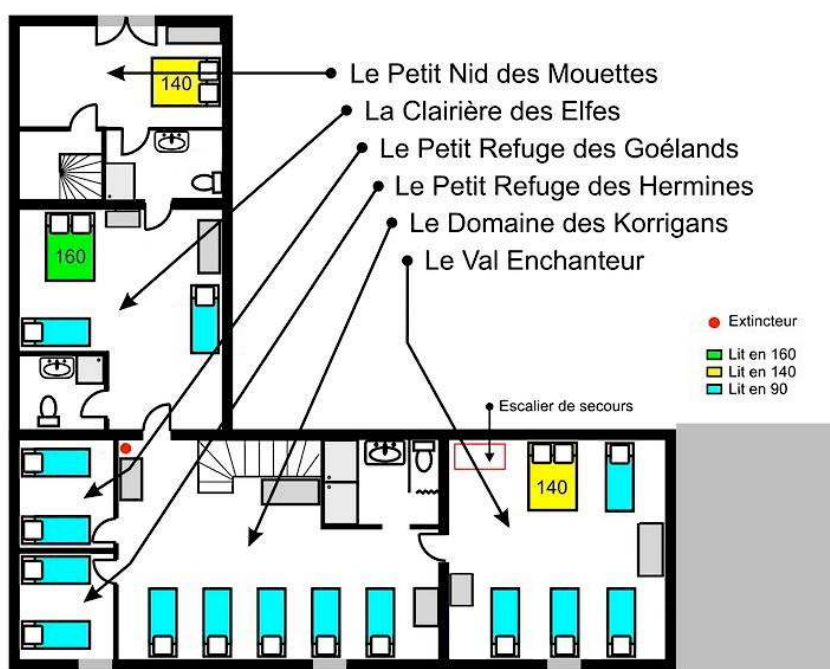 140
Le Petit Nid des Mouettes
La Clairière des Elfes
Le Petit Refuge des Goélands
Le Petit Refuge des Hermines
Le Domaine des Korrigans
160
Le Val Enchanteur
Extincteur
Lit en 160
Lit en 140
Lit en 90
Escalier de secours
140